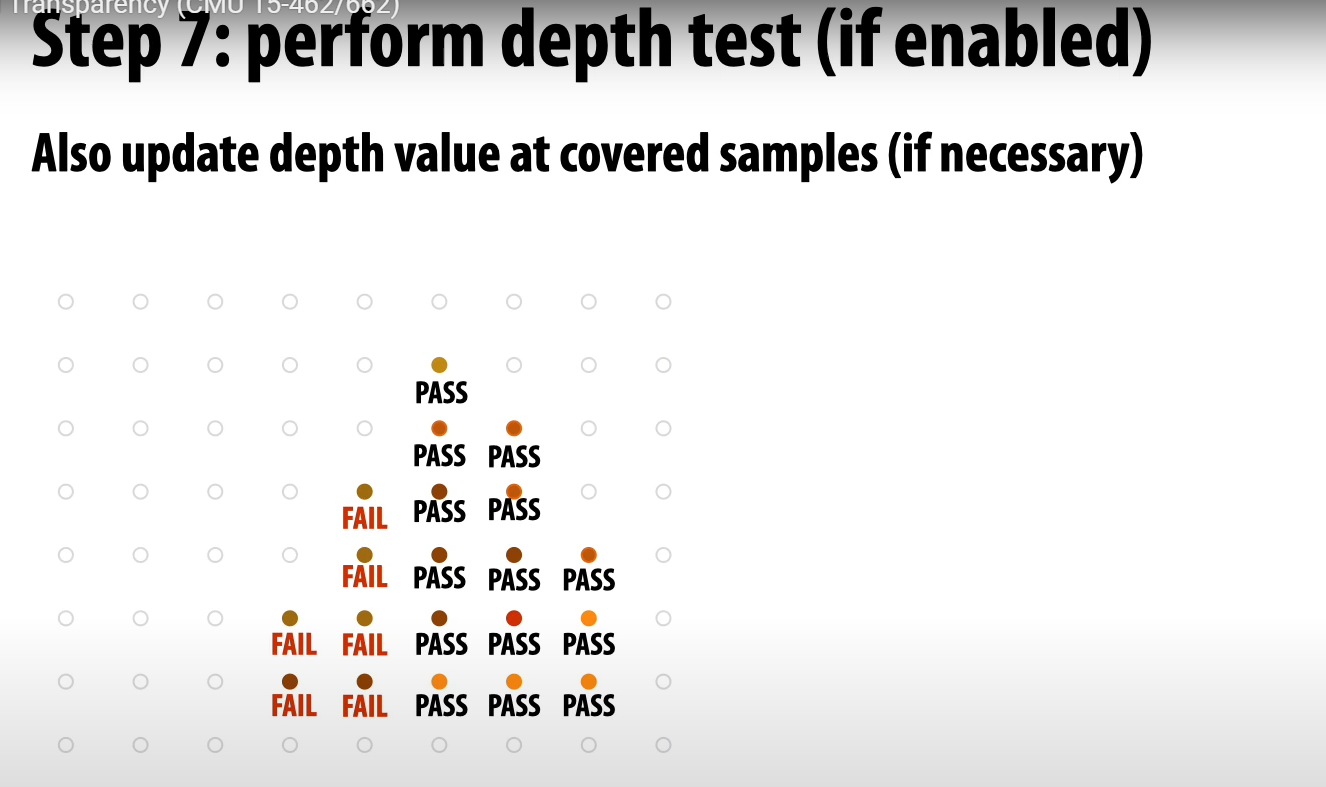 Transparency (CMU 15-462/662)
Step 7: perform depth test (if enabled)
Also update depth value at covered samples (if necessary)
PASS
PASS PASS
FAIL PASS PASS
FAIL PASS PASS PASS
FAIL FAIL PASS PASS PASS
FAIL FAIL PASS PASS PASS